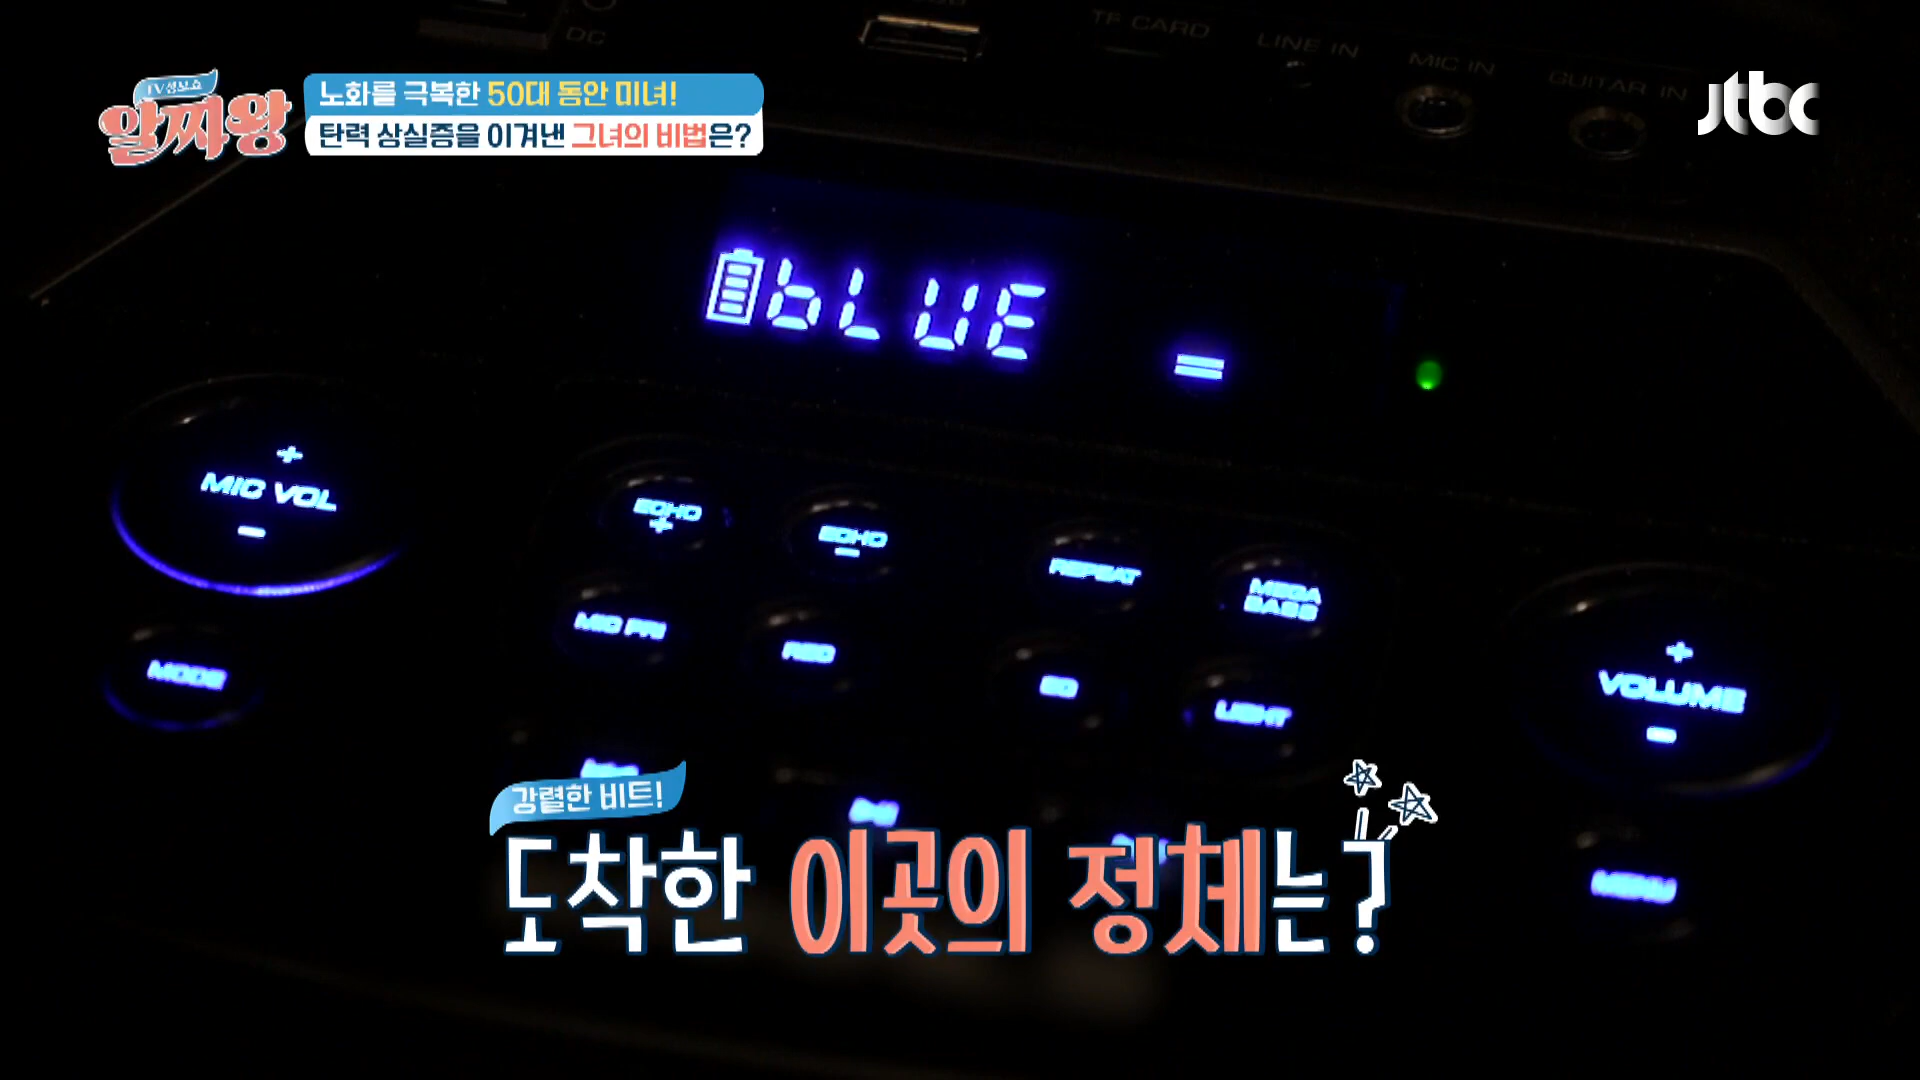 DC
TF CARD
LINE IN
MIC IN
GUITAR IN
TV정보쇼
알짜왕
노화를 극복한 50대 동안 미녀!
탄력 상실증을 이겨낸 그녀의 비법은?
jtbc
bLUE
+
MIC VOL
-
ECHO
+
ECHO
-
REPEAT
MEGA
BASS
MIC PRI
REC
EQ
LIGHT
MODE
+
VOLUME
-
MENU
강렬한 비트!
도착한 이곳의 정체는?